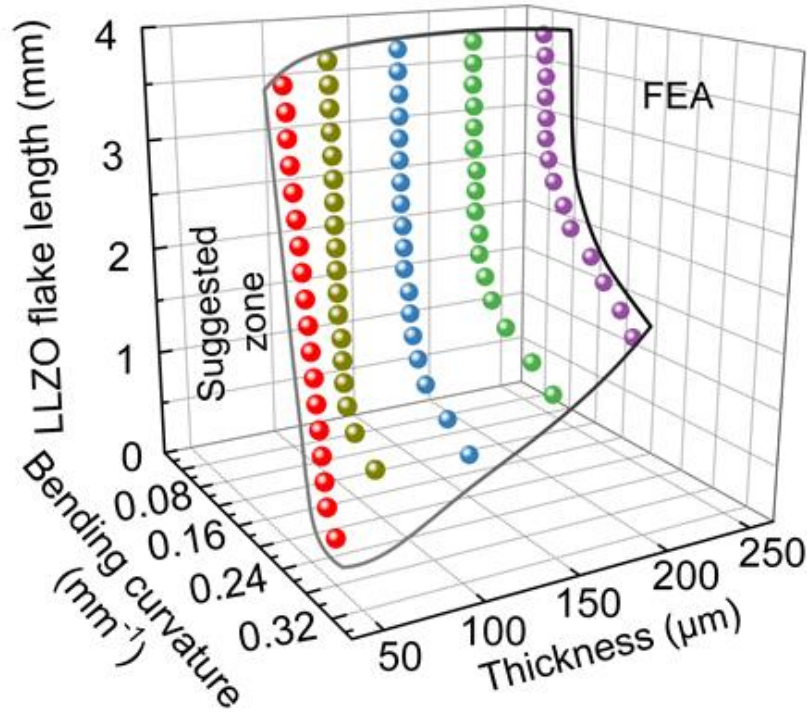 4
3
2
1
0
LLZO flake length (mm)
FEA
Suggested
zone
0.08
0.16
0.24
0.32
Bending curvature
(mm⁻¹)
50
100
150
200
250
Thickness (μm)